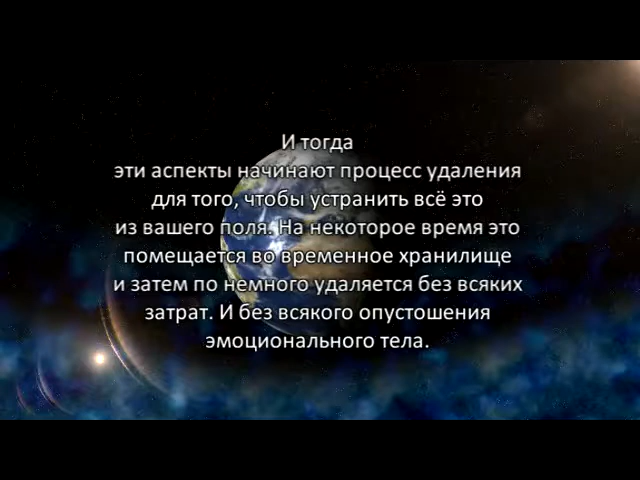 И тогда
эти аспекты начинают процесс удаления
для того, чтобы устранить всё это
из вашего поля. На некоторое время это
помещается во временное хранилище
и затем по немного удаляется без всяких
затрат. И без всякого опустошения
эмоционального тела.